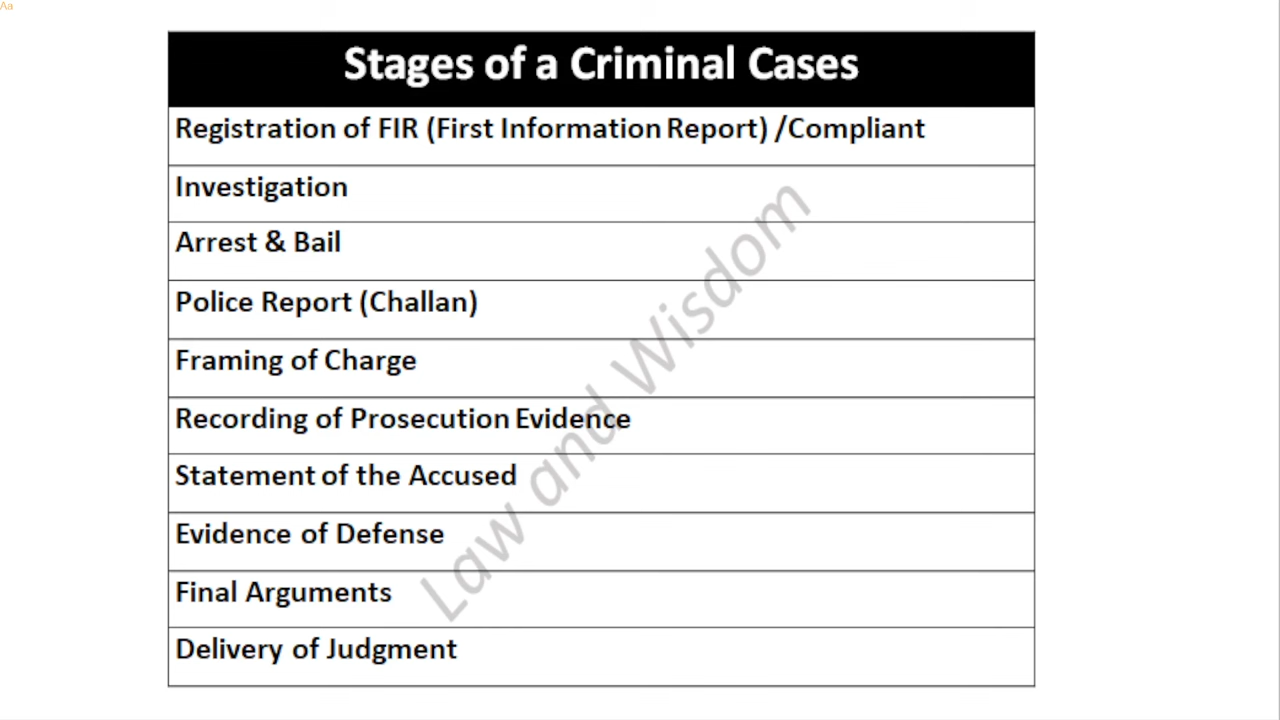 Aa
Stages of a Criminal Cases
Registration of FIR (First Information Report) /Compliant
Investigation
Arrest & Bail
Police Report (Challan)
Framing of Charge
Recording of Prosecution Evidence
Statement of the Accused
Evidence of Defense
Final Arguments
Delivery of Judgment
Law and Wisdom